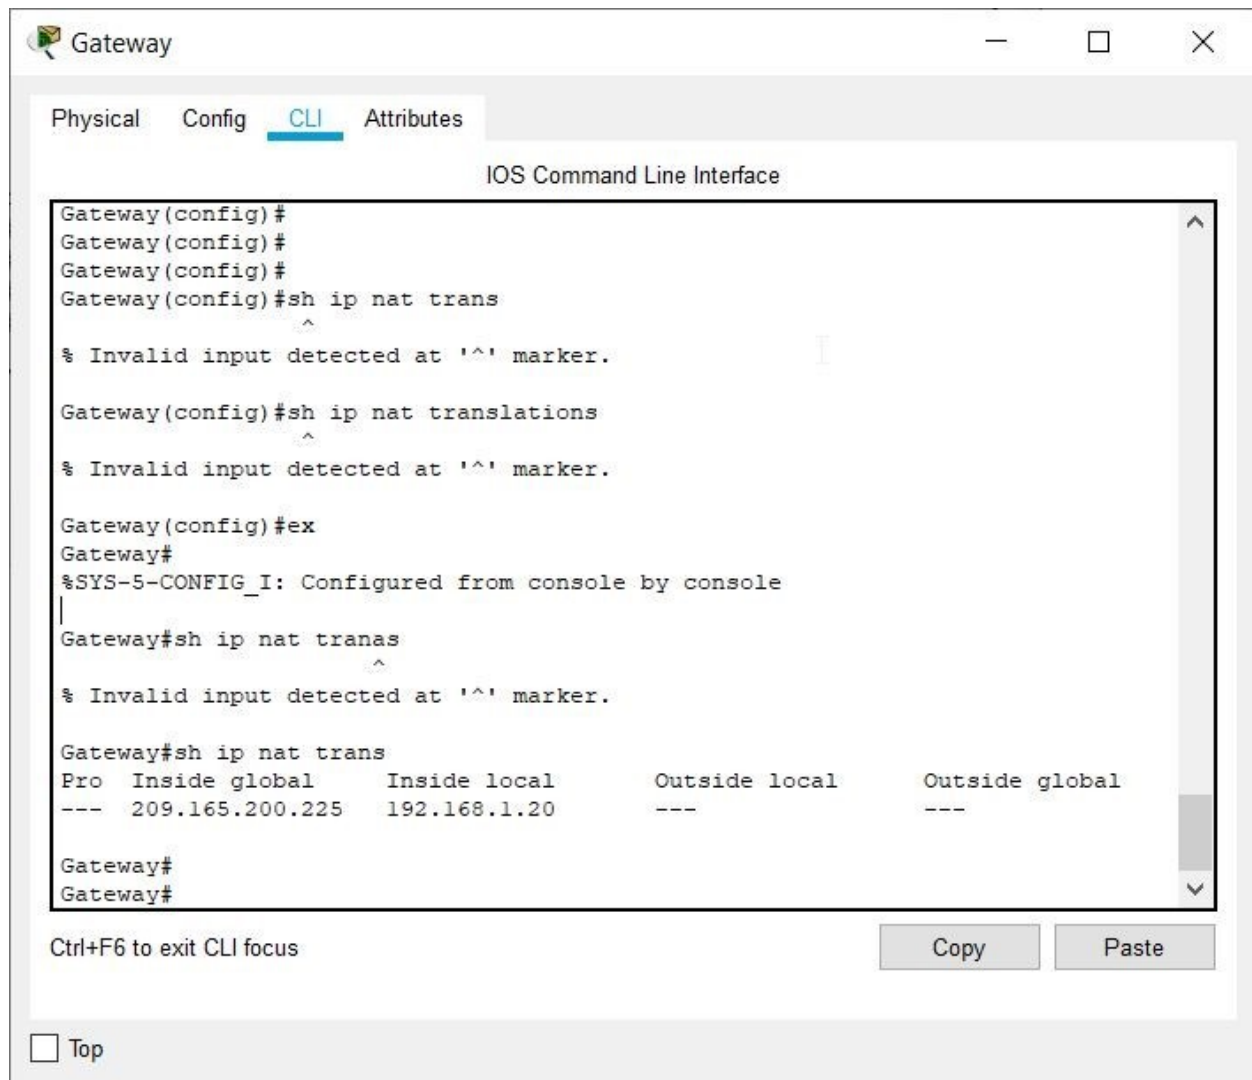 Gateway
Physical Config CLI Attributes
IOS Command Line Interface
Gateway(config)#
Gateway(config)#
Gateway(config)#
Gateway(config)#sh ip nat trans
^
% Invalid input detected at '^' marker.
Gateway(config)#sh ip nat translations
^
% Invalid input detected at '^' marker.
Gateway(config)#ex
Gateway#
%SYS-5-CONFIG_I: Configured from console by console
Gateway#sh ip nat tranas
^
% Invalid input detected at '^' marker.
Gateway#sh ip nat trans
Pro Inside global Inside local Outside local Outside global
--- 209.165.200.225 192.168.1.20 --- ---
Gateway#
Gateway#
Ctrl+F6 to exit CLI focus Copy Paste
Top